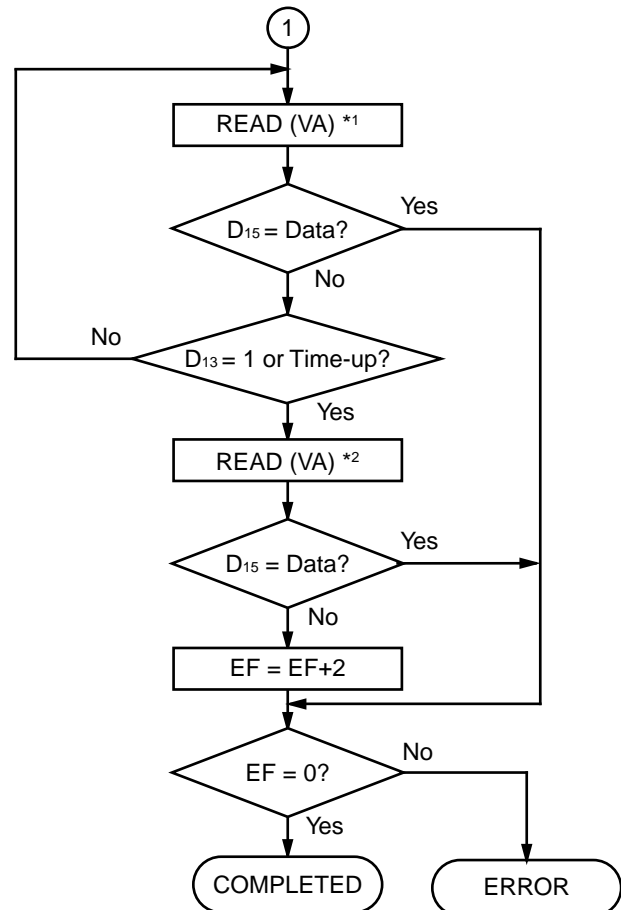 1
READ (VA) *1
Yes
D15 = Data?
No
No
D13 = 1 or Time-up?
Yes
READ (VA) *2
Yes
D15 = Data?
No
EF = EF+2
No
EF = 0?
Yes
COMPLETED
ERROR